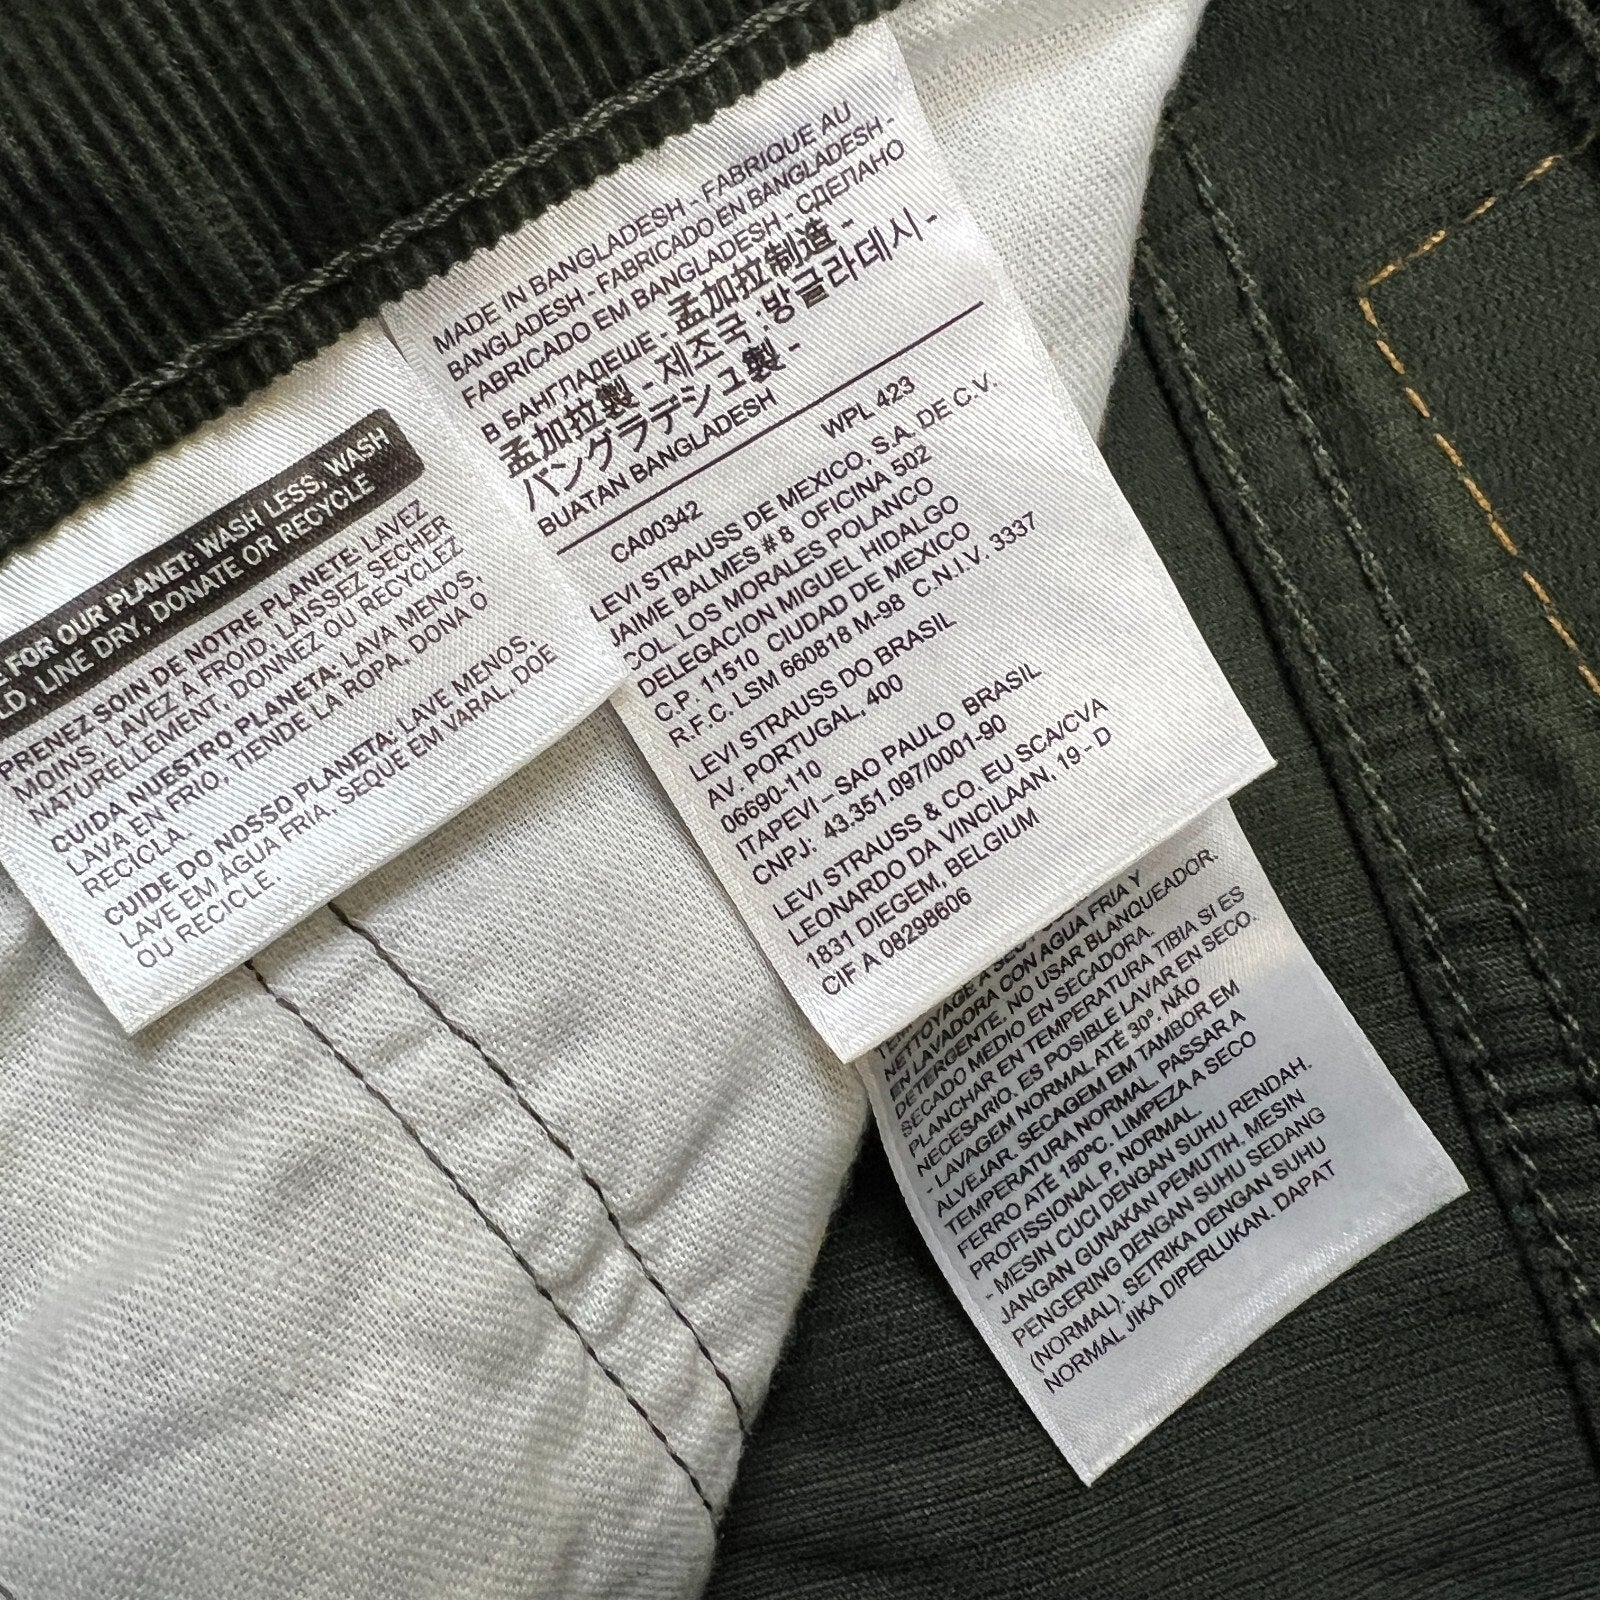 E FOR OUR PLANET: WASH LESS, WASH
LD, LINE DRY, DONATE OR RECYCLE
PRENEZ SOIN DE NOTRE PLANETE: LAVEZ
MOINS, LAVEZ A FROID, LAISSEZ SECHER
NATURELLEMENT, DONNEZ OU RECYCLEZ
CUIDA NUESTRO PLANETA: LAVA MENOS,
LAVA EN FRIO, TIENDE LA ROPA, DONA O
RECICLA.
CUIDE DO NOSSO PLANETA: LAVE MENOS,
LAVE EM ÁGUA FRIA, SEQUE EM VARAL, DOE
OU RECICLE.
MADE IN BANGLADESH - FABRIQUE AU
BANGLADESH - FABRICADO EN BANGLADESH -
FABRICADO EM BANGLADESH - СДЕЛАНО
В БАНГЛАДЕШЕ - 孟加拉制造 -
孟加拉製 - 제조국 : 방글라데시 -
バングラデシュ製 -
BUATAN BANGLADESH
CA00342 WPL 423
LEVI STRAUSS DE MEXICO, S.A. DE C.V.
JAIME BALMES # 8 OFICINA 502
COL. LOS MORALES POLANCO
DELEGACION MIGUEL HIDALGO
C.P. 11510 CIUDAD DE MEXICO
R.F.C. LSM 660818 M-98 C.N.I.V. 3337
LEVI STRAUSS DO BRASIL
AV. PORTUGAL, 400
06690-110
ITAPEVI – SAO PAULO BRASIL
CNPJ: 43.351.097/0001-90
LEVI STRAUSS & CO. EU SCA/CVA
LEONARDO DA VINCILAAN, 19 - D
1831 DIEGEM, BELGIUM
CIF A 08298606
NETTOYAGE A SEC
EN LAVADORA CON AGUA FRIA Y
DETERGENTE, NO USAR BLANQUEADOR.
SECADO MEDIO EN SECADORA.
PLANCHAR EN TEMPERATURA TIBIA SI ES
NECESARIO. ES POSIBLE LAVAR EN SECO.
- LAVAGEM NORMAL ATÉ 30º. NÃO
ALVEJAR. SECAGEM EM TAMBOR EM
TEMPERATURA NORMAL. PASSAR A
FERRO ATÉ 150ºC. LIMPEZA A SECO
PROFISSIONAL P, NORMAL.
- MESIN CUCI DENGAN SUHU RENDAH.
JANGAN GUNAKAN PEMUTIH. MESIN
PENGERING DENGAN SUHU SEDANG
(NORMAL). SETRIKA DENGAN SUHU
NORMAL JIKA DIPERLUKAN. DAPAT